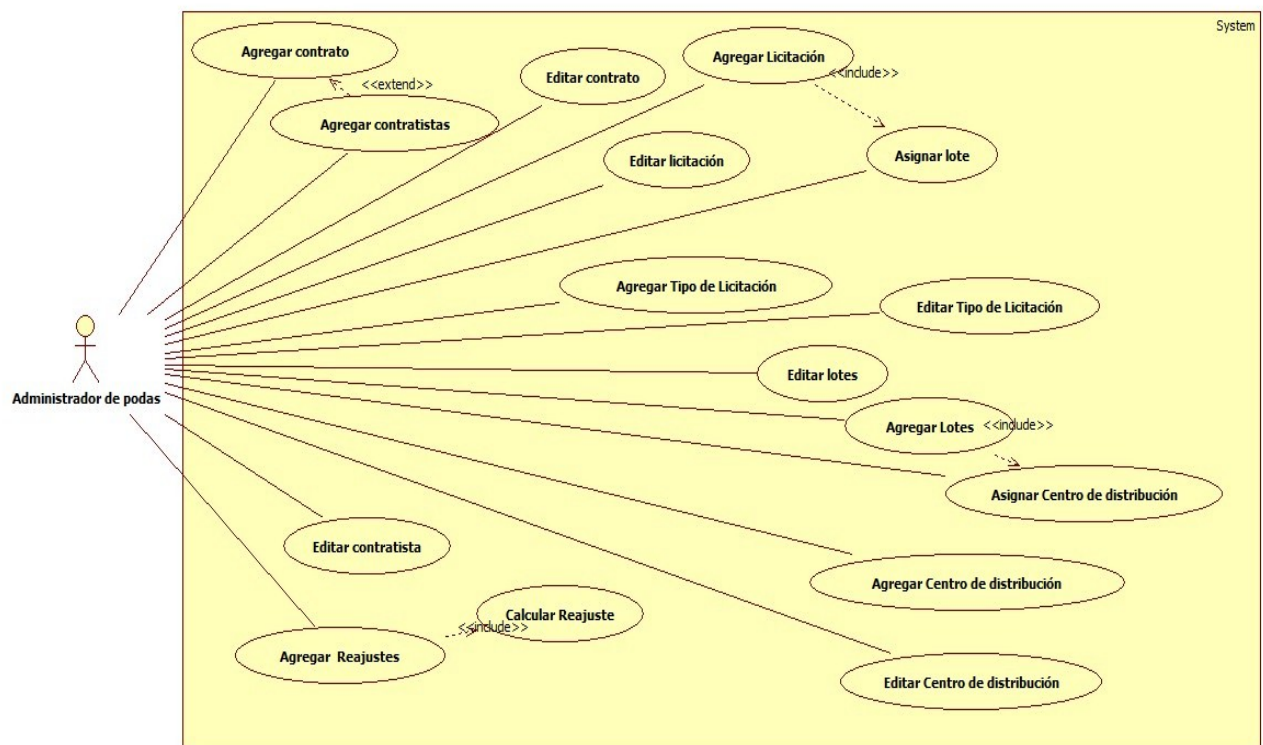 System
Agregar contrato
Agregar Licitación
Editar contrato
<<include>>
<<extend>>
Agregar contratistas
Editar licitación
Asignar lote
Agregar Tipo de Licitación
Editar Tipo de Licitación
Editar lotes
Administrador de podas
Agregar Lotes
<<include>>
Asignar Centro de distribución
Editar contratista
Agregar Centro de distribución
Calcular Reajuste
<<include>>
Agregar Reajustes
Editar Centro de distribución